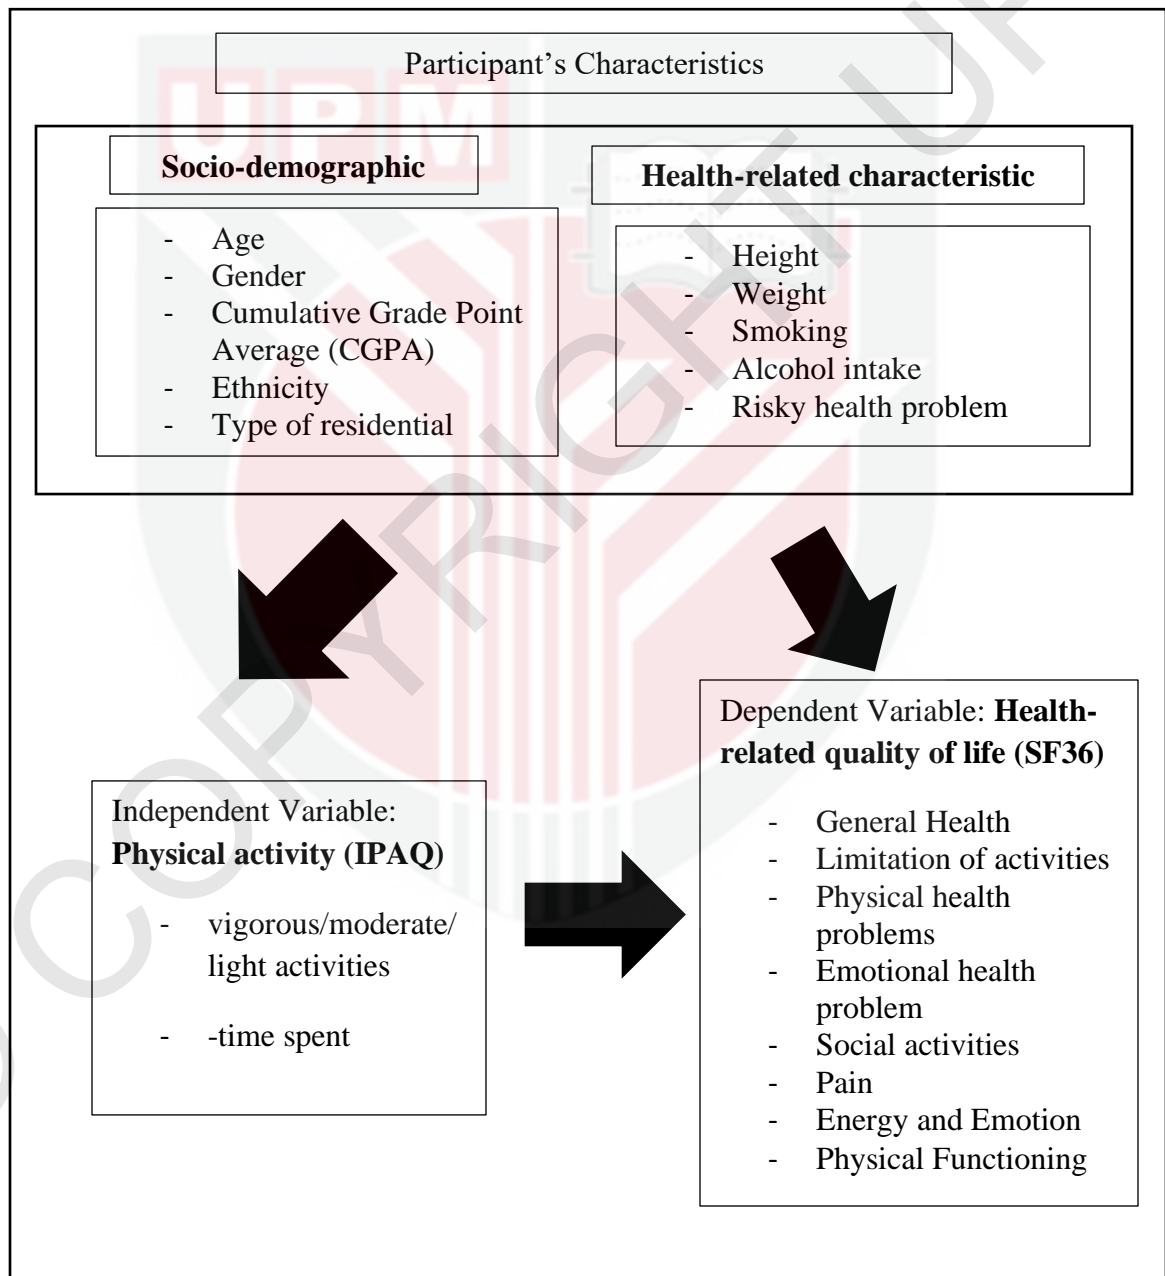 Participant’s Characteristics
Socio-demographic
- Age
- Gender
- Cumulative Grade Point
Average (CGPA)
- Ethnicity
- Type of residential
Health-related characteristic
- Height
- Weight
- Smoking
- Alcohol intake
- Risky health problem
Independent Variable:
Physical activity (IPAQ)
- vigorous/moderate/
light activities
- -time spent
Dependent Variable: Health-
related quality of life (SF36)
- General Health
- Limitation of activities
- Physical health
problems
- Emotional health
problem
- Social activities
- Pain
- Energy and Emotion
- Physical Functioning
UPM
COPYRIGHT UP